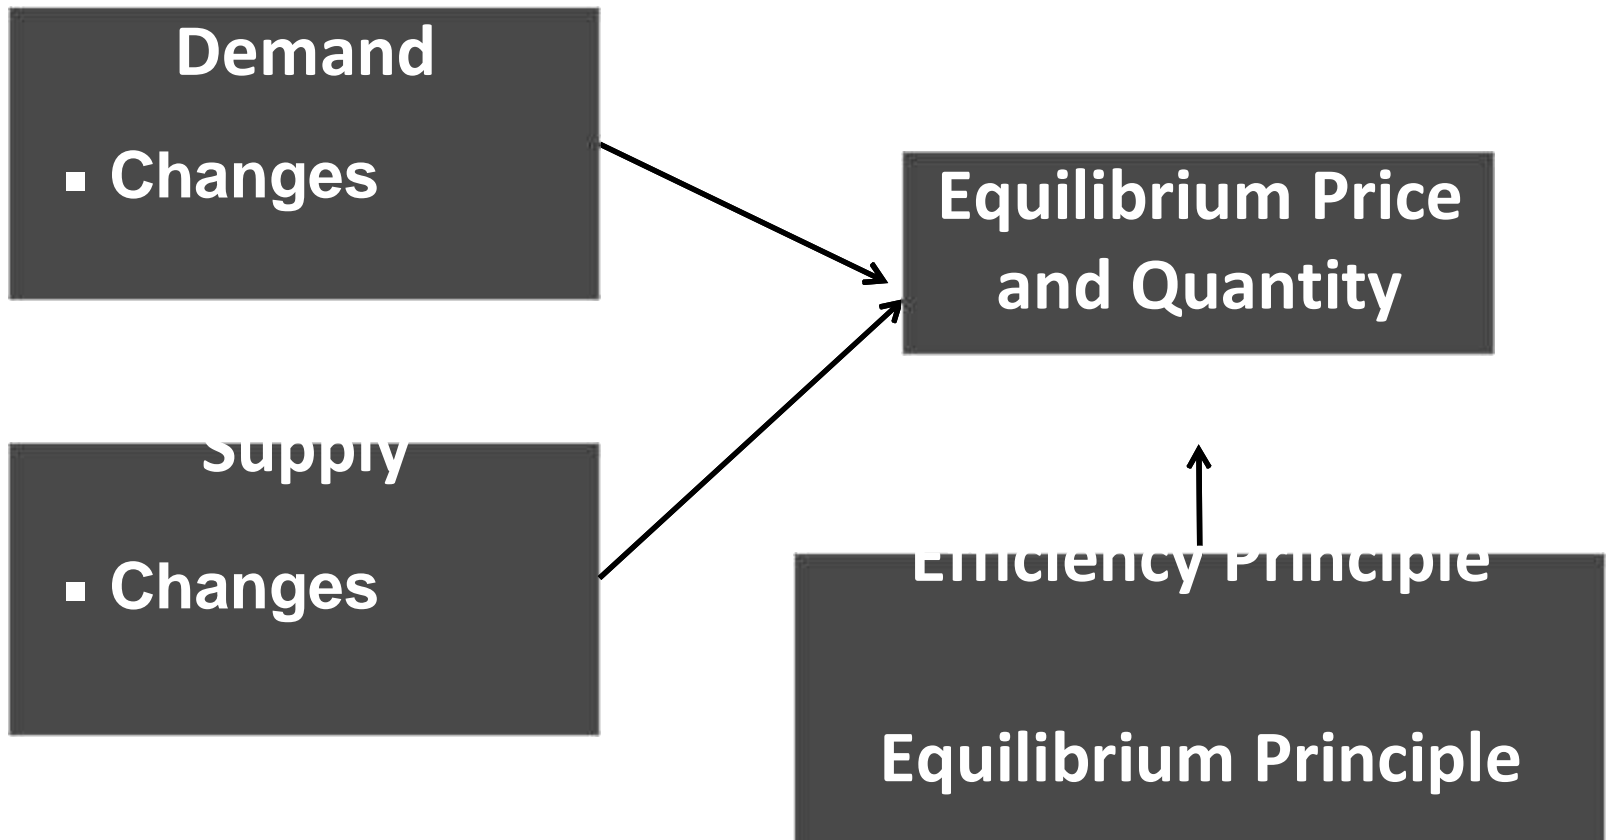 Demand
▪ Changes
Equilibrium Price
and Quantity
Supply
▪ Changes
Efficiency Principle
Equilibrium Principle